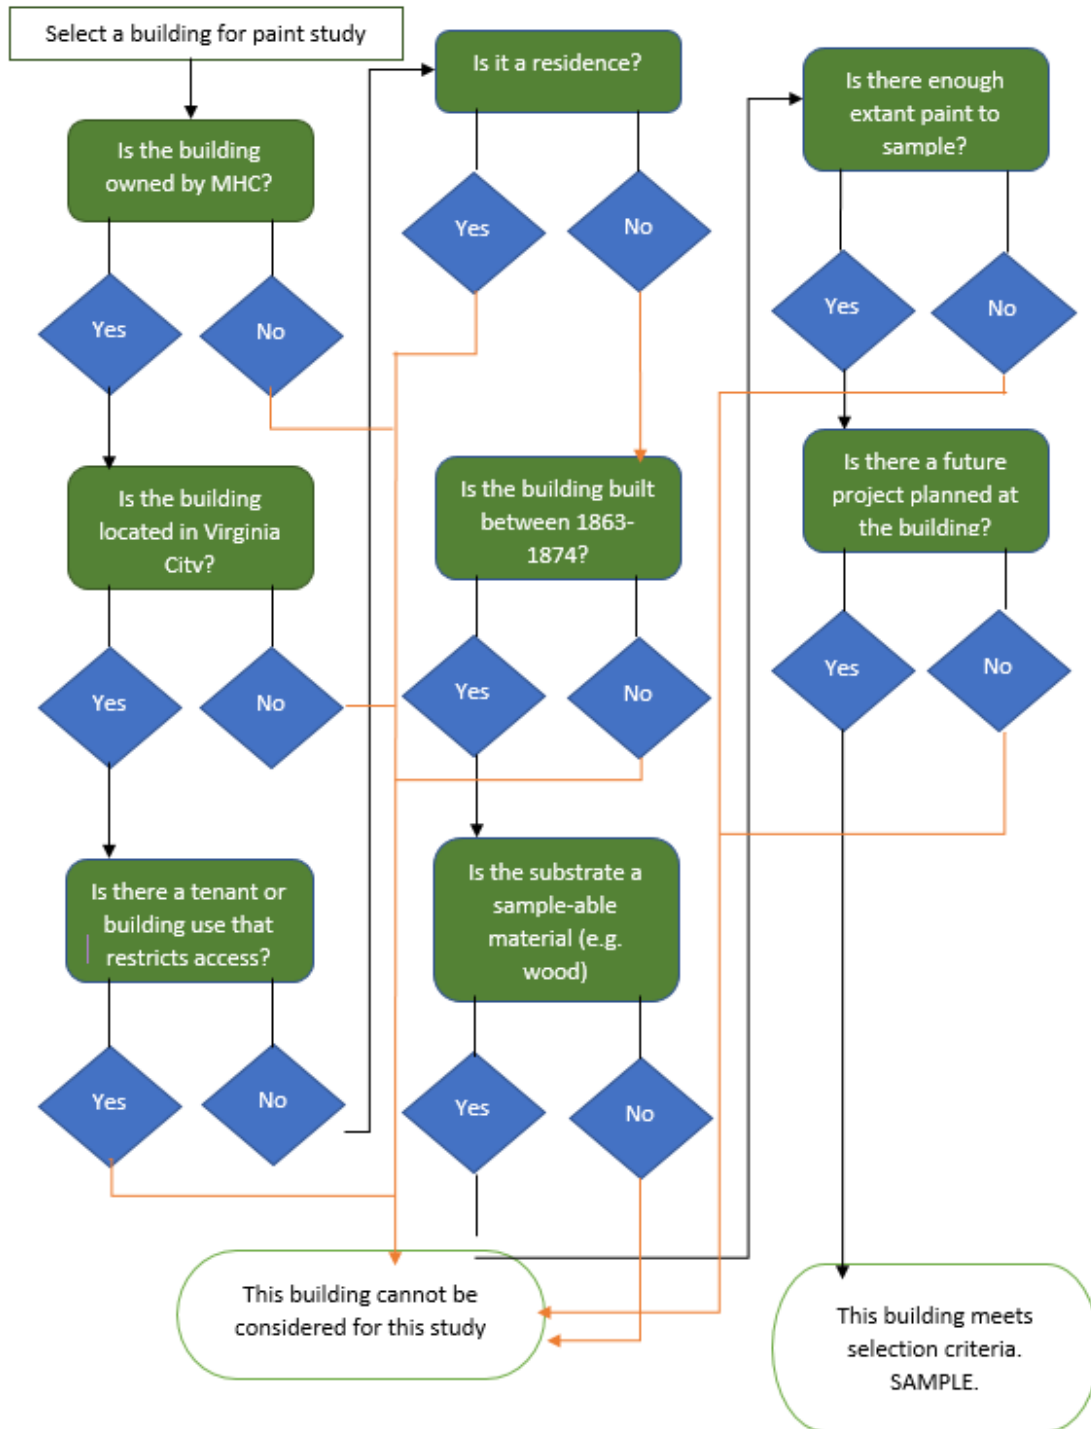 Select a building for paint study
Is the building
owned by MHC?
Yes
No
Is the building
located in Virginia
City?
Yes
No
Is there a tenant or
building use that
restricts access?
Yes
No
Is it a residence?
Yes
No
Is the building built
between 1863-
1874?
Yes
No
Is the substrate a
sample-able
material (e.g.
wood)
Yes
No
Is there enough
extant paint to
sample?
Yes
No
Is there a future
project planned at
the building?
Yes
No
This building cannot be
considered for this study
This building meets
selection criteria.
SAMPLE.